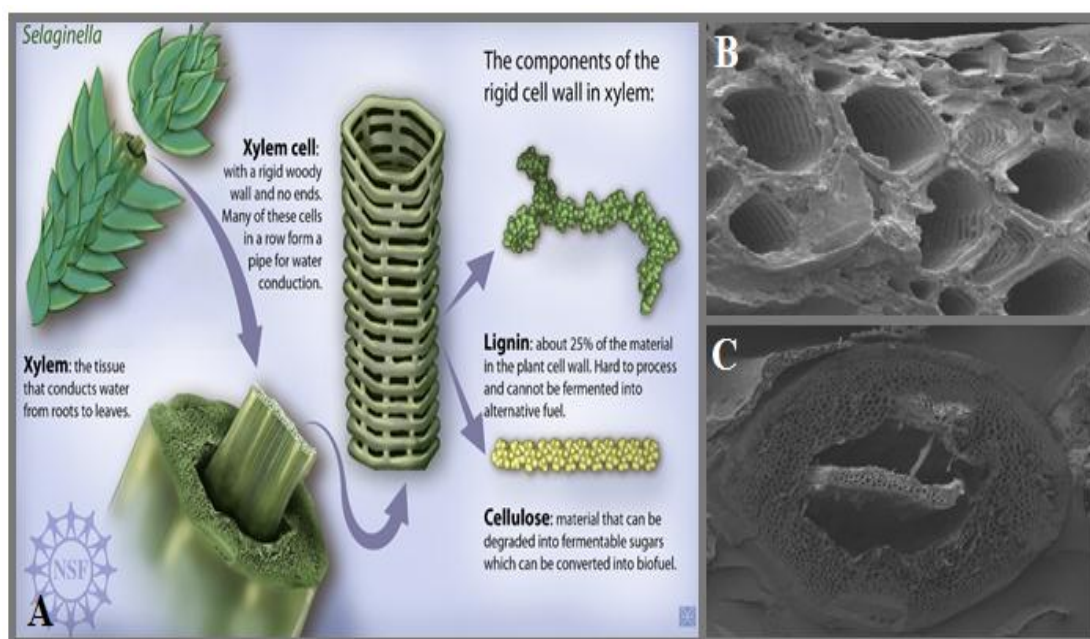 Selaginella
Xylem cell:
with a rigid woody
wall and no ends.
Many of these cells
in a row form a
pipe for water
conduction.
The components of the
rigid cell wall in xylem:
Xylem: the tissue
that conducts water
from roots to leaves.
Lignin: about 25% of the material
in the plant cell wall. Hard to process
and cannot be fermented into
alternative fuel.
Cellulose: material that can be
degraded into fermentable sugars
which can be converted into biofuel.
NSF
A
B
C